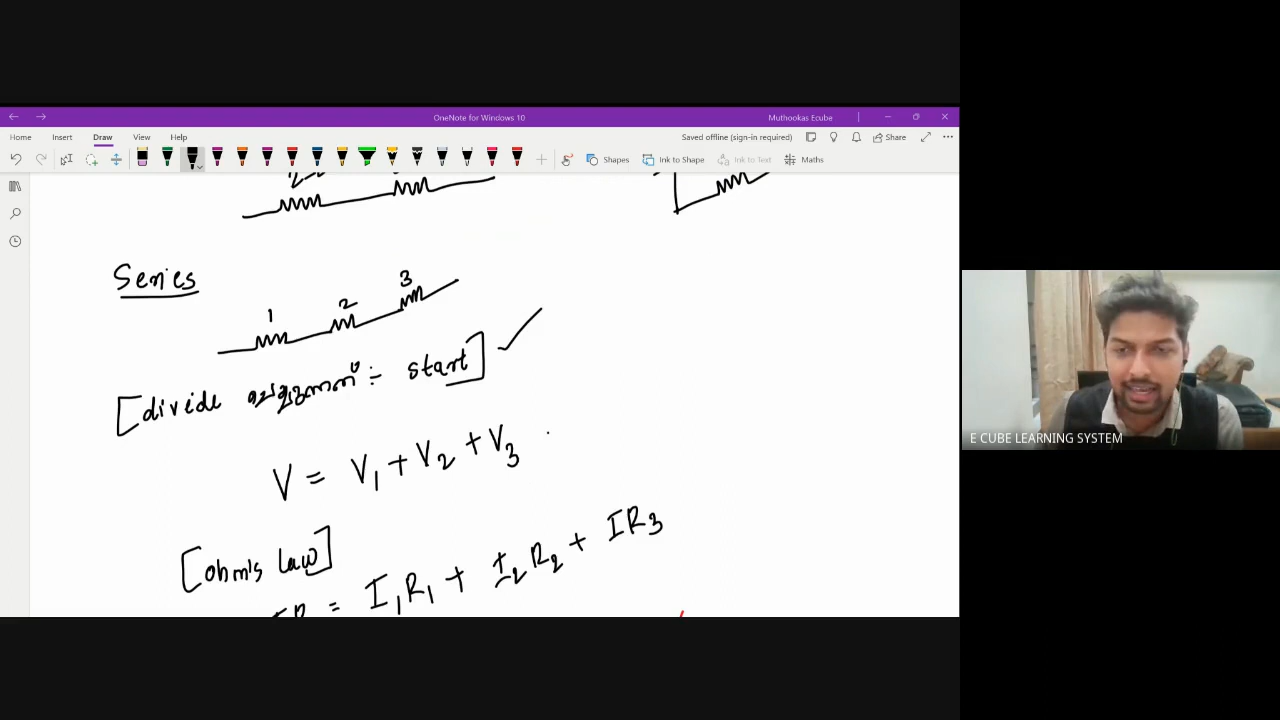 OneNote for Windows 10
Muthookas Ecube
Home Insert Draw View Help
Saved offline (sign-in required)
Share
Shapes
Ink to Shape
Ink to Text
Maths
Series
1 2 3
[divide start]
V = V1 + V2 + V3
[ohm's law]
IR = I1R1 + I2R2 + IR3
E CUBE LEARNING SYSTEM